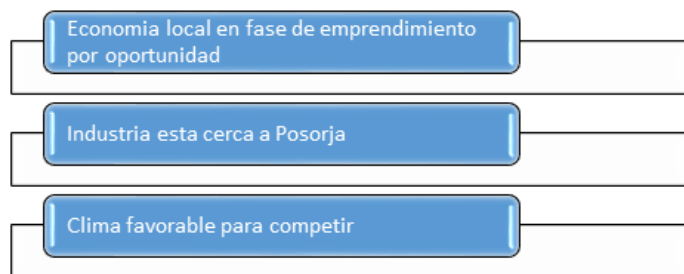 Economia local en fase de emprendimiento
por oportunidad
Industria esta cerca a Posorja
Clima favorable para competir